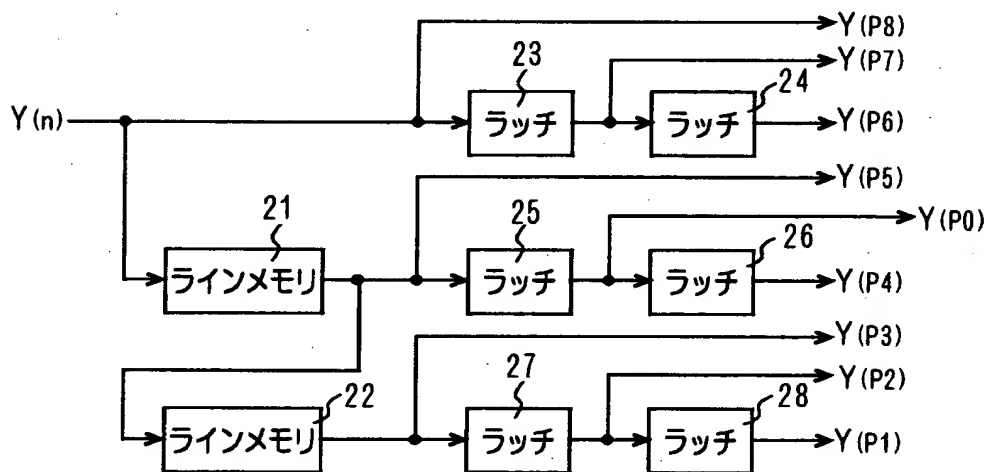 Y(P8)
23
Y(P7)
24
Y(n)
ラッチ
ラッチ
Y(P6)
Y(P5)
21
25
Y(P0)
26
ラインメモリ
ラッチ
ラッチ
Y(P4)
Y(P3)
27
Y(P2)
22
28
ラインメモリ
ラッチ
ラッチ
Y(P1)